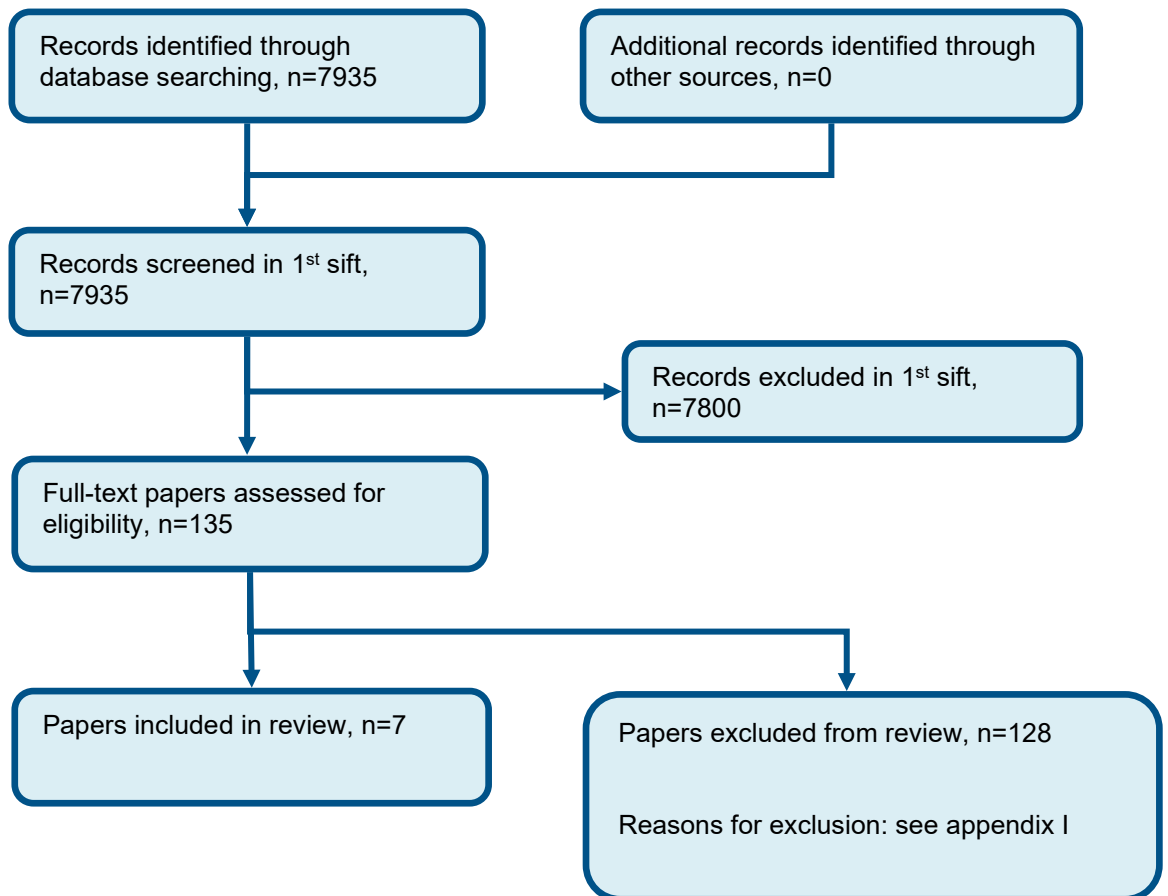 Records identified through
database searching, n=7935
Additional records identified through
other sources, n=0
Records screened in 1st sift,
n=7935
Records excluded in 1st sift,
n=7800
Full-text papers assessed for
eligibility, n=135
Papers included in review, n=7
Papers excluded from review, n=128
Reasons for exclusion: see appendix I